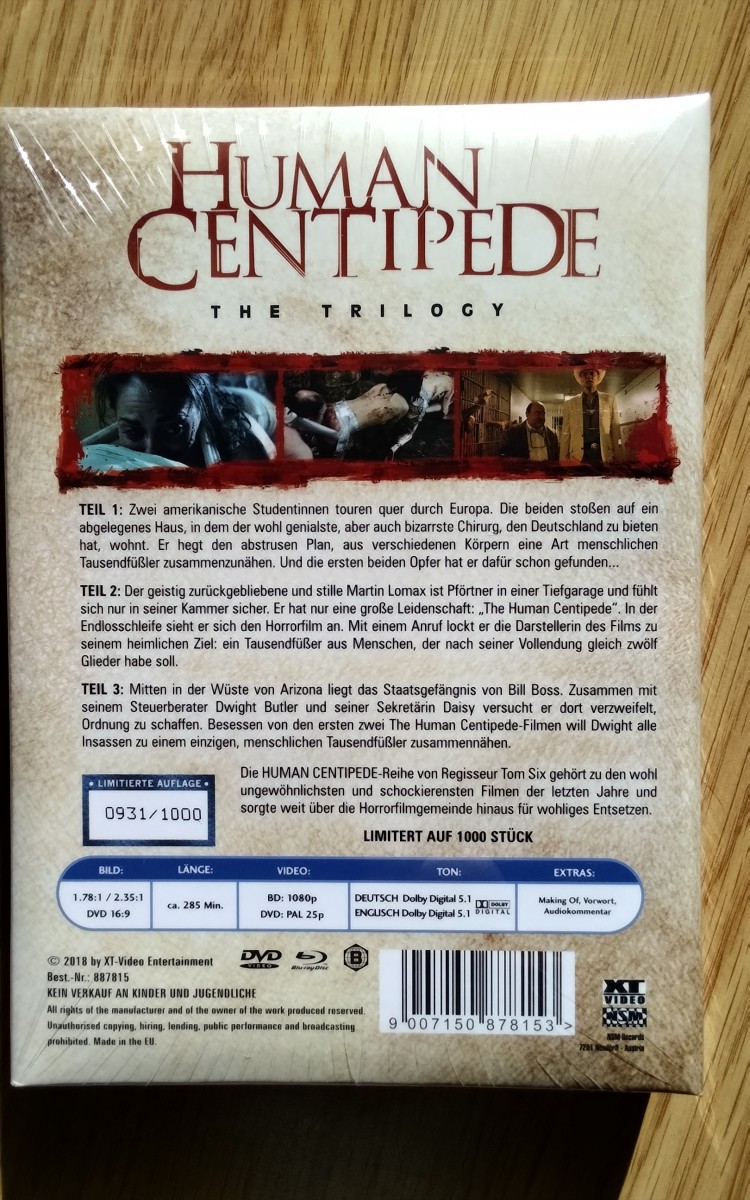 HUMAN
CENTIPEDE
THE TRILOGY
TEIL 1: Zwei amerikanische Studentinnen touren quer durch Europa. Die beiden stoßen auf ein
abgelegenes Haus, in dem der wohl genialste, aber auch bizarrste Chirurg, den Deutschland zu bieten
hat, wohnt. Er hegt den abstrusen Plan, aus verschiedenen Körpern eine Art menschlichen
Tausendfüßler zusammenzunähen. Und die ersten beiden Opfer hat er dafür schon gefunden...
TEIL 2: Der geistig zurückgebliebene und stille Martin Lomax ist Pförtner in einer Tiefgarage und fühlt
sich nur in seiner Kammer sicher. Er hat nur eine große Leidenschaft: „The Human Centipede“. In der
Endlosschleife sieht er sich den Horrorfilm an. Mit einem Anruf lockt er die Darstellerin des Films zu
seinem heimlichen Ziel: ein Tausendfüßer aus Menschen, der nach seiner Vollendung gleich zwölf
Glieder habe soll.
TEIL 3: Mitten in der Wüste von Arizona liegt das Staatsgefängnis von Bill Boss. Zusammen mit
seinem Steuerberater Dwight Butler und seiner Sekretärin Daisy versucht er dort verzweifelt,
Ordnung zu schaffen. Besessen von den ersten zwei The Human Centipede-Filmen will Dwight alle
Insassen zu einem einzigen, menschlichen Tausendfüßler zusammennähen.
Die HUMAN CENTIPEDE-Reihe von Regisseur Tom Six gehört zu den wohl
ungewöhnlichsten und schockierensten Filmen der letzten Jahre und
sorgte weit über die Horrorfilmgemeinde hinaus für wohliges Entsetzen.
• LIMITIERTE AUFLAGE •
0931/1000
LIMITERT AUF 1000 STÜCK
BILD: LÄNGE: VIDEO: TON: EXTRAS:
1.78:1 / 2.35:1
DVD 16:9
ca. 285 Min.
BD: 1080p
DVD: PAL 25p
DEUTSCH Dolby Digital 5.1
ENGLISCH Dolby Digital 5.1
DOLBY
DIGITAL
Making Of, Vorwort,
Audiokommentar
© 2018 by XT-Video Entertainment
Best.-Nr.: 887815
KEIN VERKAUF AN KINDER UND JUGENDLICHE
All rights of the manufacturer and of the owner of the work produced reserved.
Unauthorised copying, hiring, lending, public performance and broadcasting
prohibited. Made in the EU.
DVD
VIDEO
Blu-ray Disc
B
9 007150 878153 >
XT
VIDEO
NSM
NSM Records
Austria